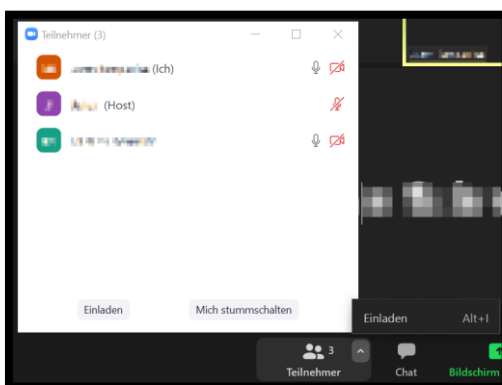 Teilnehmer (3)
(Ich)
(Host)
Einladen
Mich stummschalten
Einladen Alt+I
3
Teilnehmer
Chat
Bildschirm